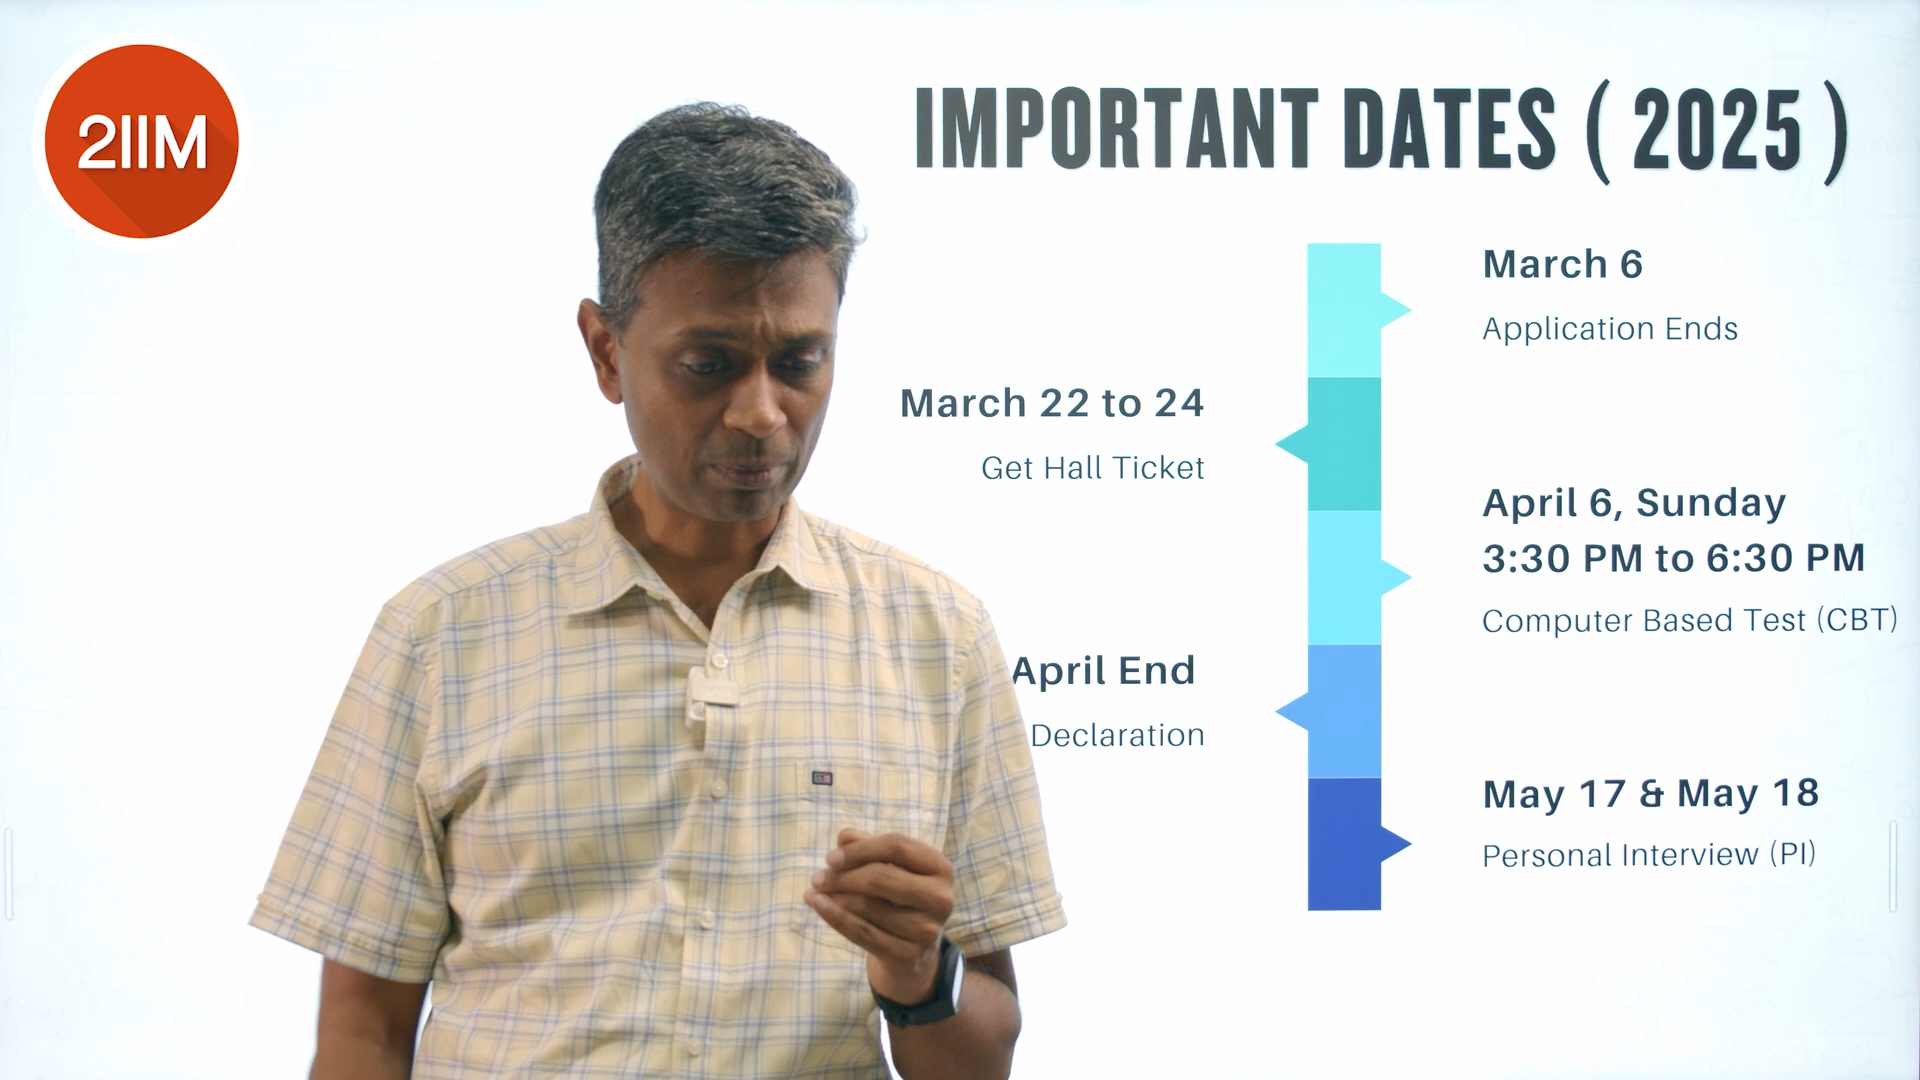 2IIM
IMPORTANT DATES ( 2025 )
March 6
Application Ends
March 22 to 24
Get Hall Ticket
April 6, Sunday
3:30 PM to 6:30 PM
Computer Based Test (CBT)
April End
Declaration
May 17 & May 18
Personal Interview (PI)